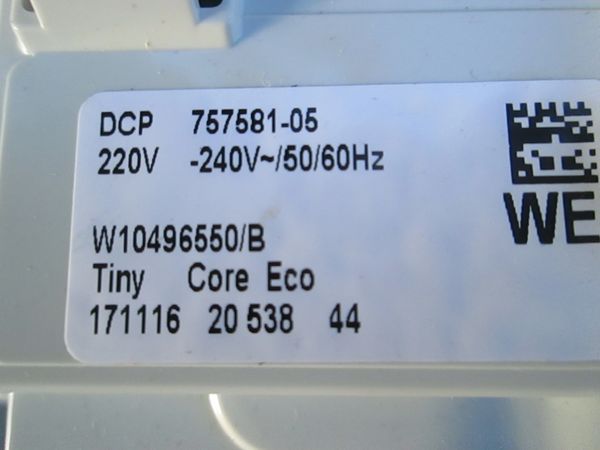 DCP 757581-05
220V -240V~/50/60Hz
WE
W10496550/B
Tiny Core Eco
171116 20 538 44